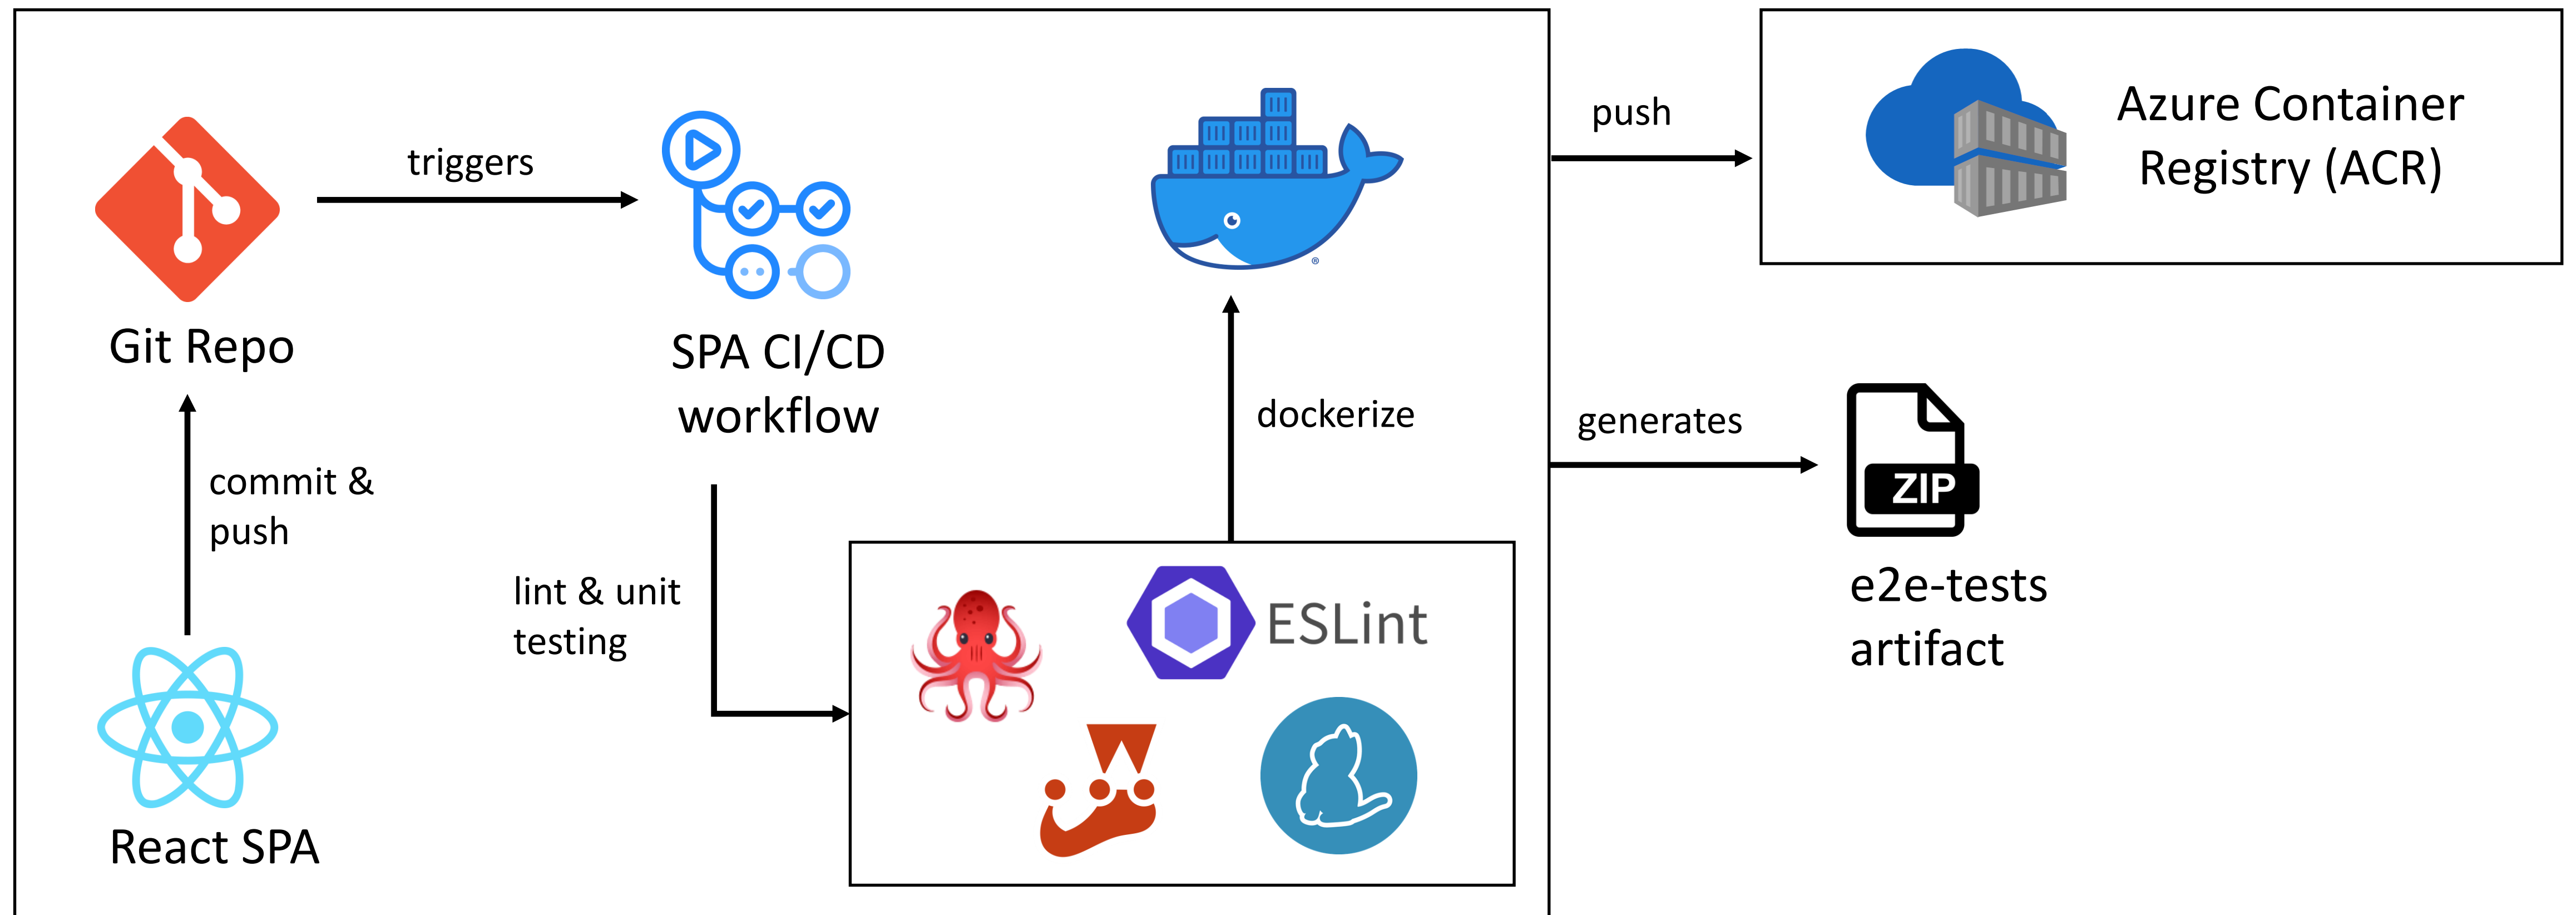 triggers
Git Repo
SPA CI/CD
workflow
commit &
push
React SPA
lint & unit
testing
dockerize
®
ESLint
push
Azure Container
Registry (ACR)
generates
ZIP
e2e-tests
artifact